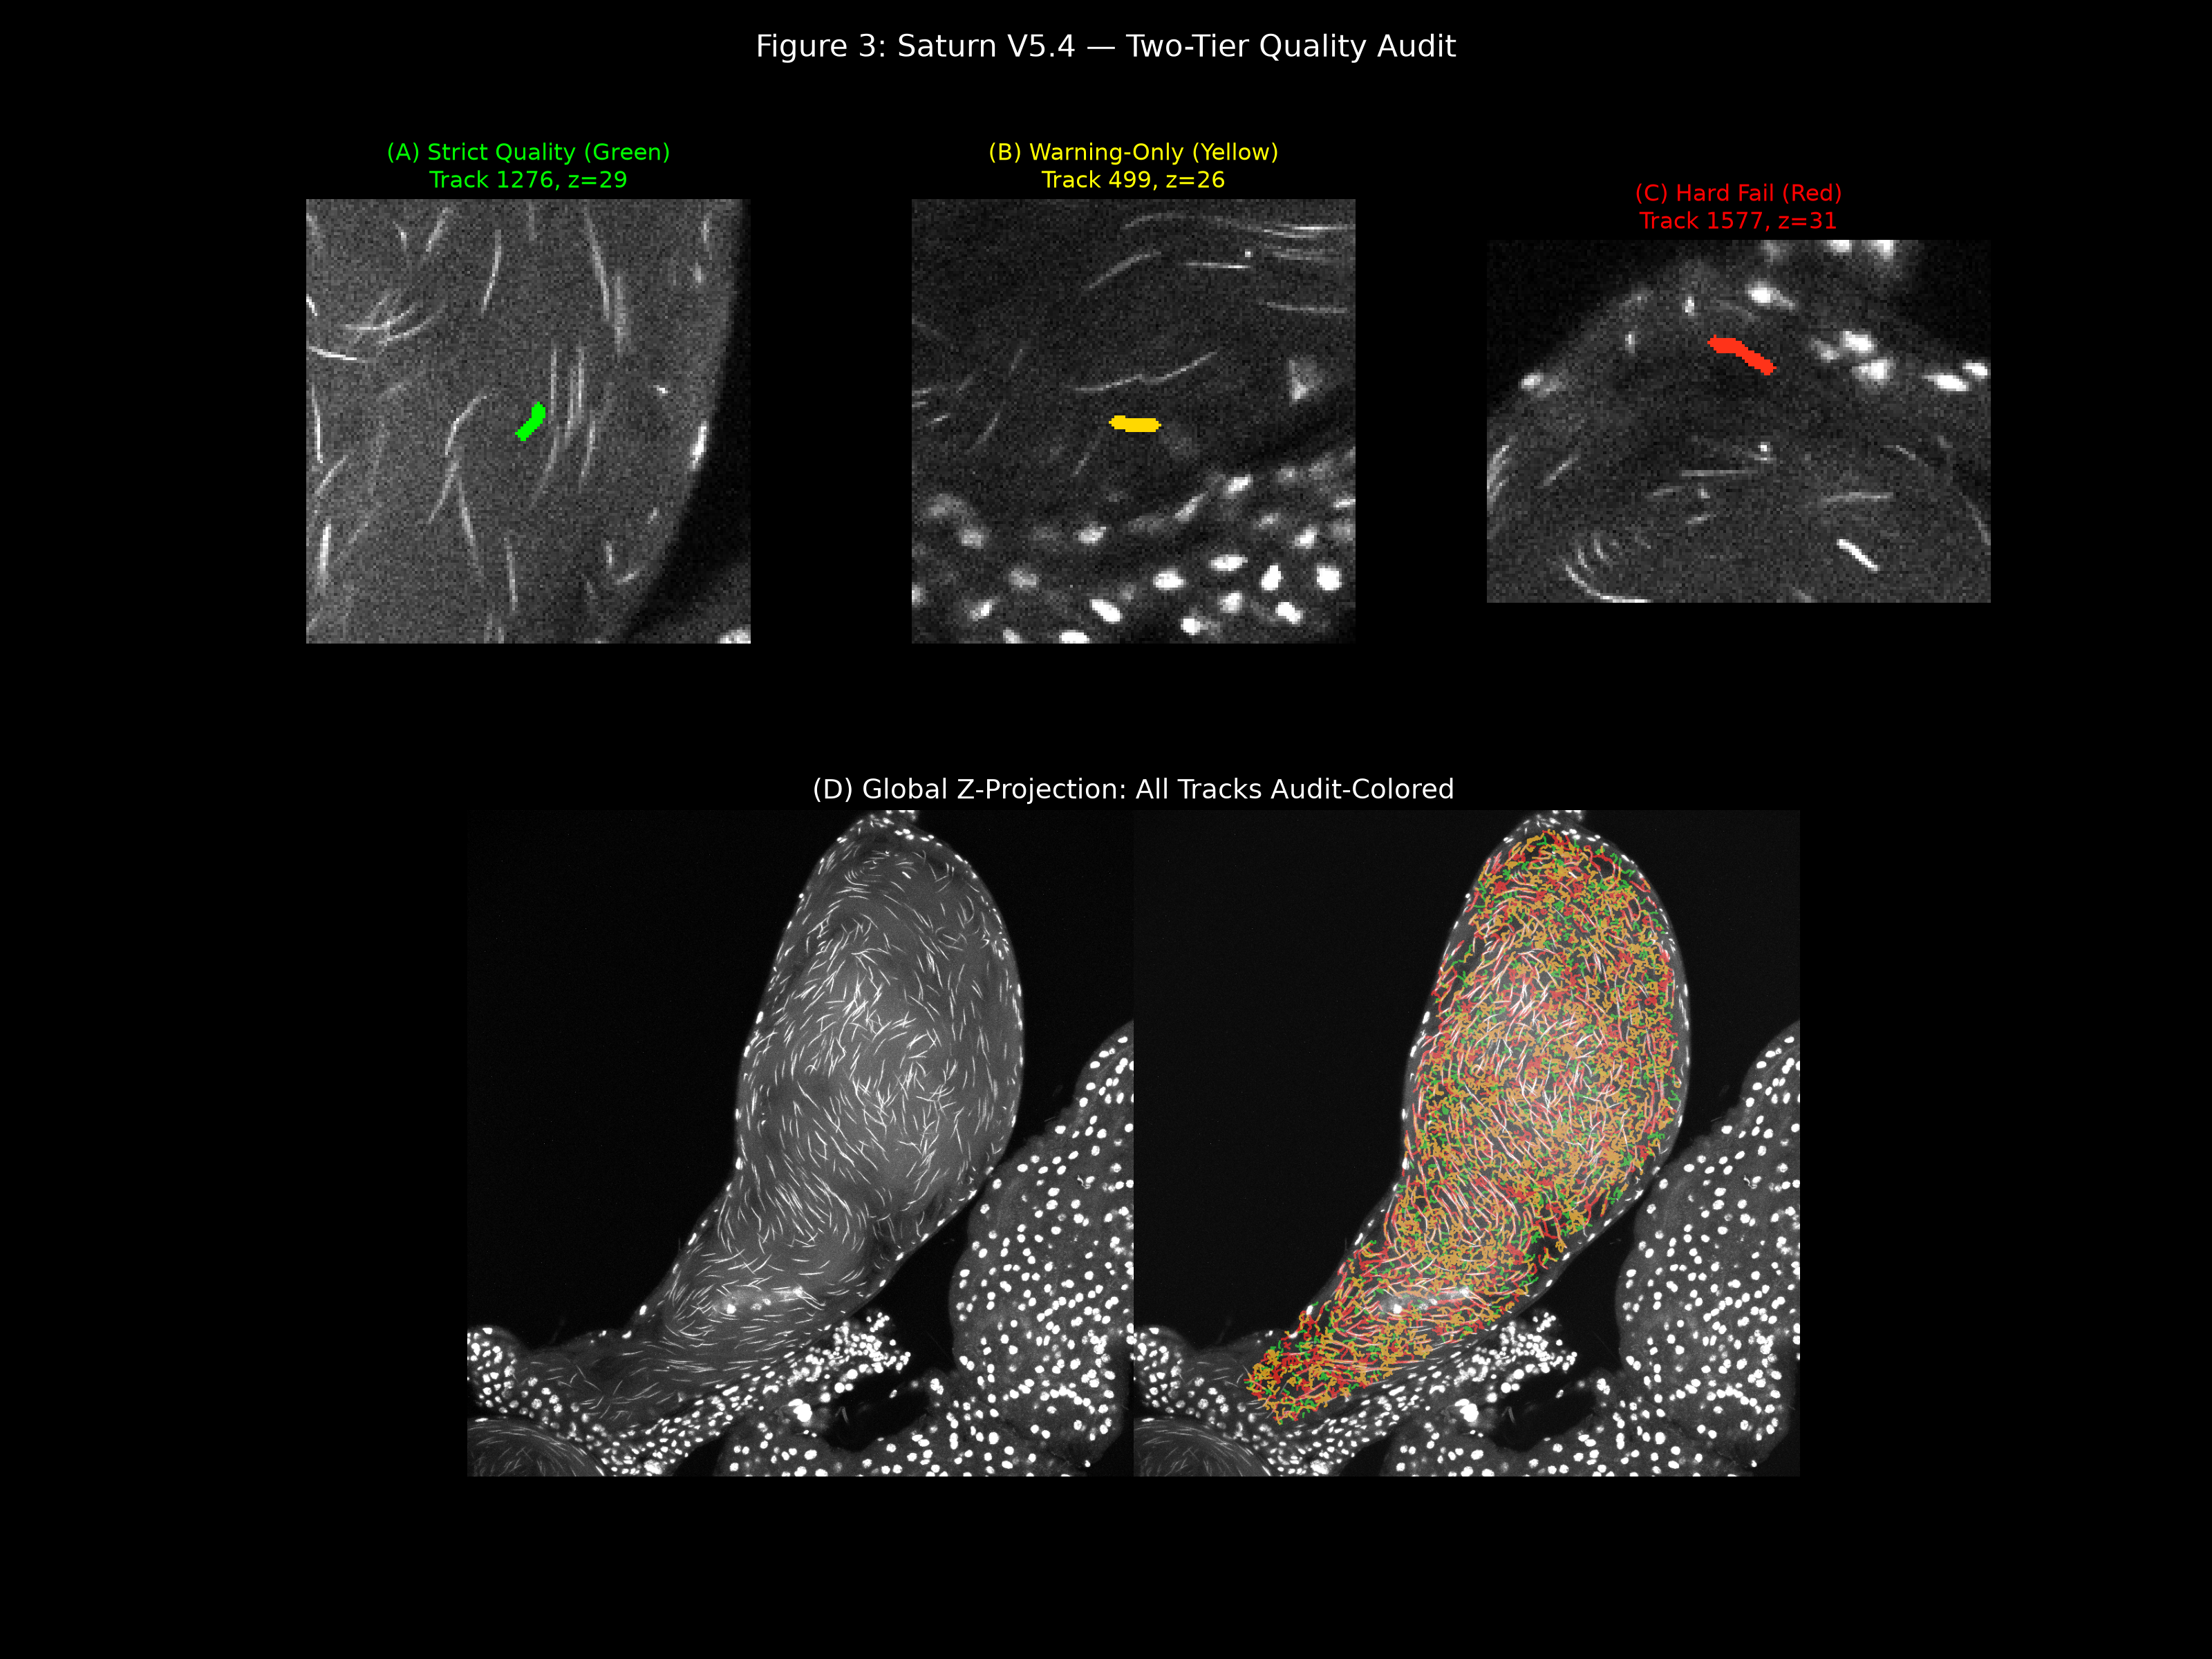 Figure 3: Saturn V5.4 — Two-Tier Quality Audit
(A) Strict Quality (Green)
Track 1276, z=29
(B) Warning-Only (Yellow)
Track 499, z=26
(C) Hard Fail (Red)
Track 1577, z=31
(D) Global Z-Projection: All Tracks Audit-Colored